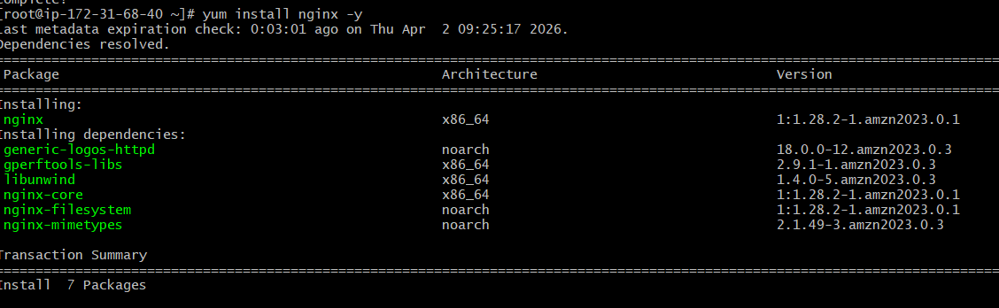 complete!
[root@ip-172-31-68-40 ~]# yum install nginx -y
Last metadata expiration check: 0:03:01 ago on Thu Apr  2 09:25:17 2026.
Dependencies resolved.
================================================================================
Package Architecture Version
================================================================================
Installing:
nginx x86_64 1:1.28.2-1.amzn2023.0.1
Installing dependencies:
generic-logos-httpd noarch 18.0.0-12.amzn2023.0.3
gperftools-libs x86_64 2.9.1-1.amzn2023.0.3
libunwind x86_64 1.4.0-5.amzn2023.0.3
nginx-core x86_64 1:1.28.2-1.amzn2023.0.1
nginx-filesystem noarch 1:1.28.2-1.amzn2023.0.1
nginx-mimetypes noarch 2.1.49-3.amzn2023.0.3
Transaction Summary
================================================================================
Install  7 Packages